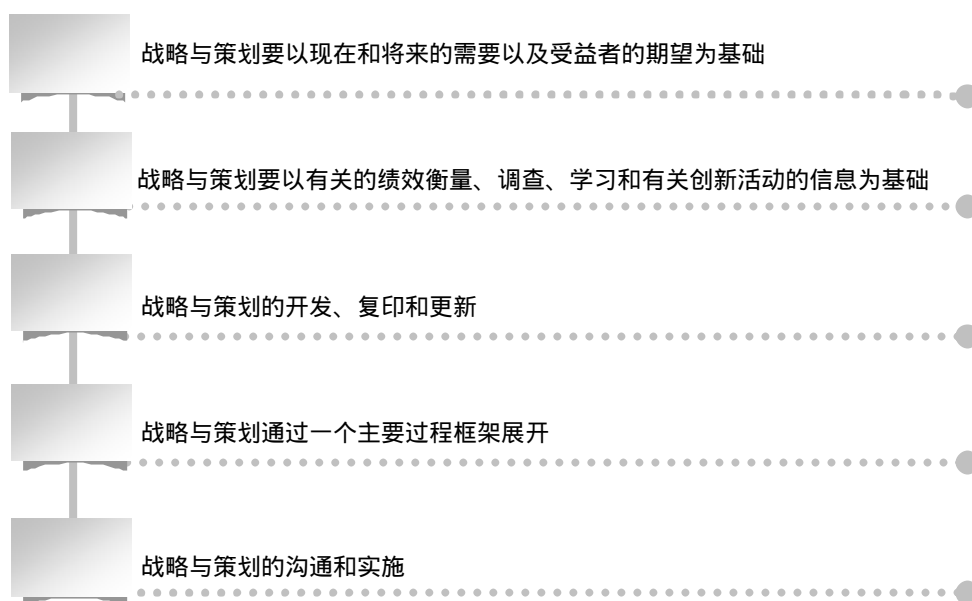 战略与策划要以现在和将来的需要以及受益者的期望为基础
战略与策划要以有关的绩效衡量、调查、学习和有关创新活动的信息为基础
战略与策划的开发、复印和更新
战略与策划通过一个主要过程框架展开
战略与策划的沟通和实施